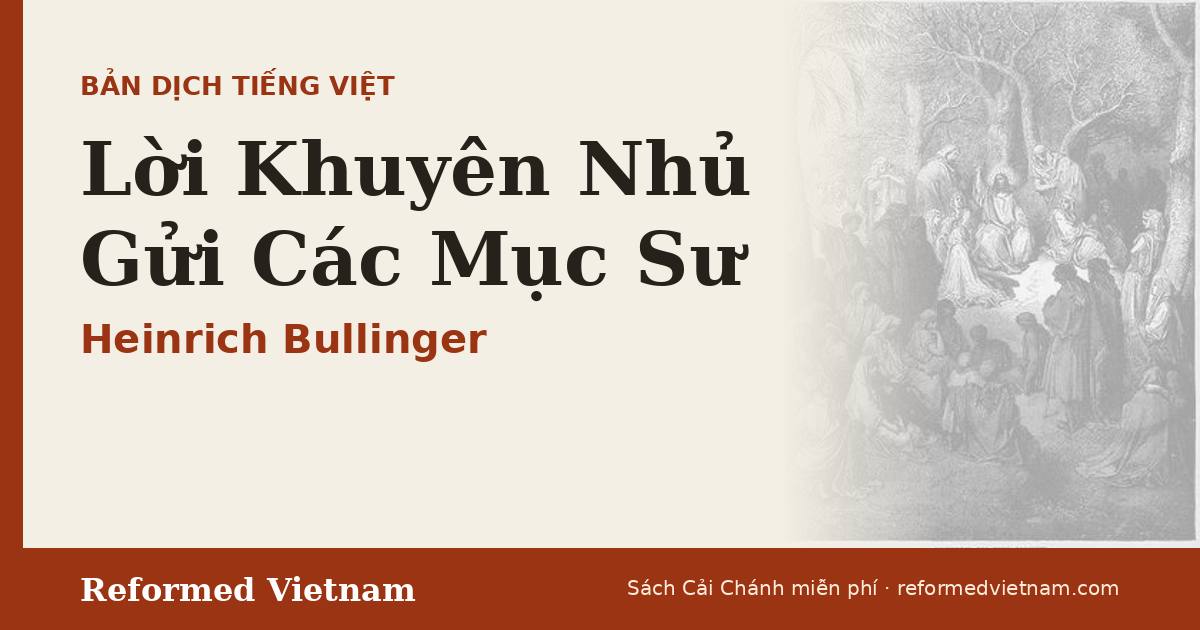 BẢN DỊCH TIẾNG VIỆT
Lời Khuyên Nhủ
Gửi Các Mục Sư
Heinrich Bullinger
Reformed Vietnam
Sách Cải Chánh miễn phí · reformedvietnam.com